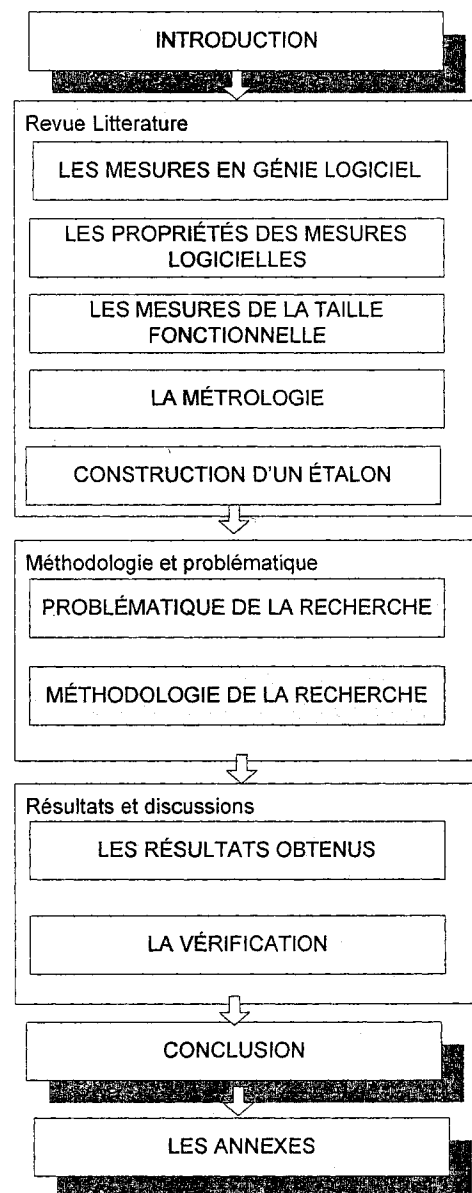 INTRODUCTION
Revue Litterature
LES MESURES EN GÉNIE LOGICIEL
LES PROPRIÉTÉS DES MESURES
LOGICIELLES
LES MESURES DE LA TAILLE
FONCTIONNELLE
LA MÉTROLOGIE
CONSTRUCTION D'UN ÉTALON
Méthodologie et problématique
PROBLÉMATIQUE DE LA RECHERCHE
MÉTHODOLOGIE DE LA RECHERCHE
Résultats et discussions
LES RÉSULTATS OBTENUS
LA VÉRIFICATION
CONCLUSION
LES ANNEXES